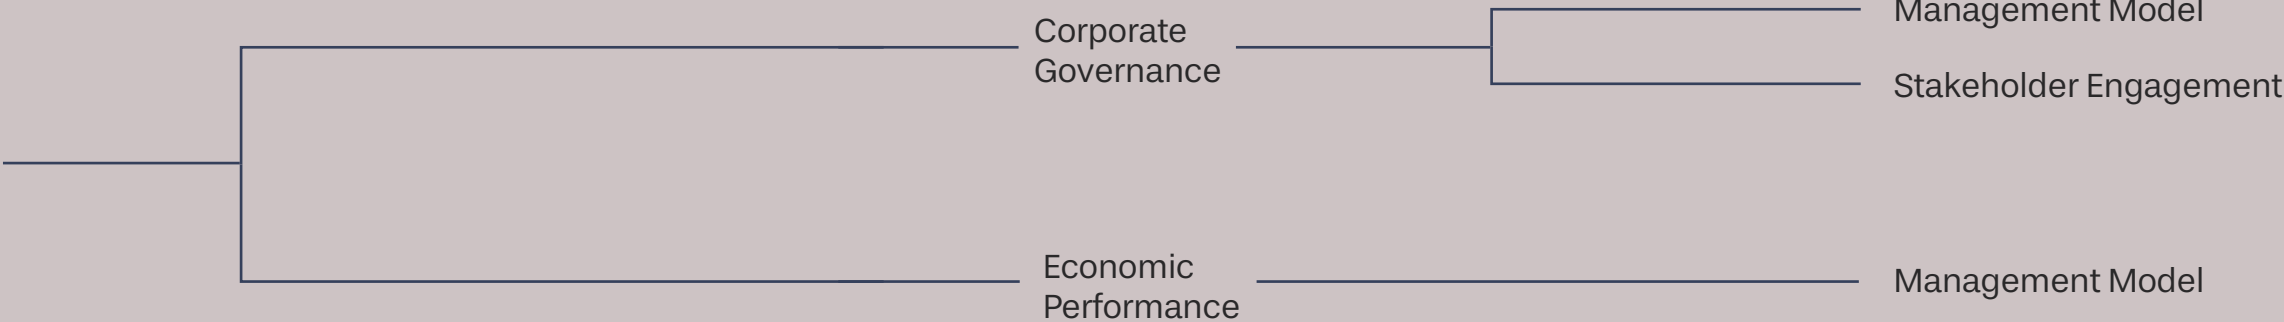 Management Model
Corporate
Governance
Stakeholder Engagement
Economic
Performance
Management Model